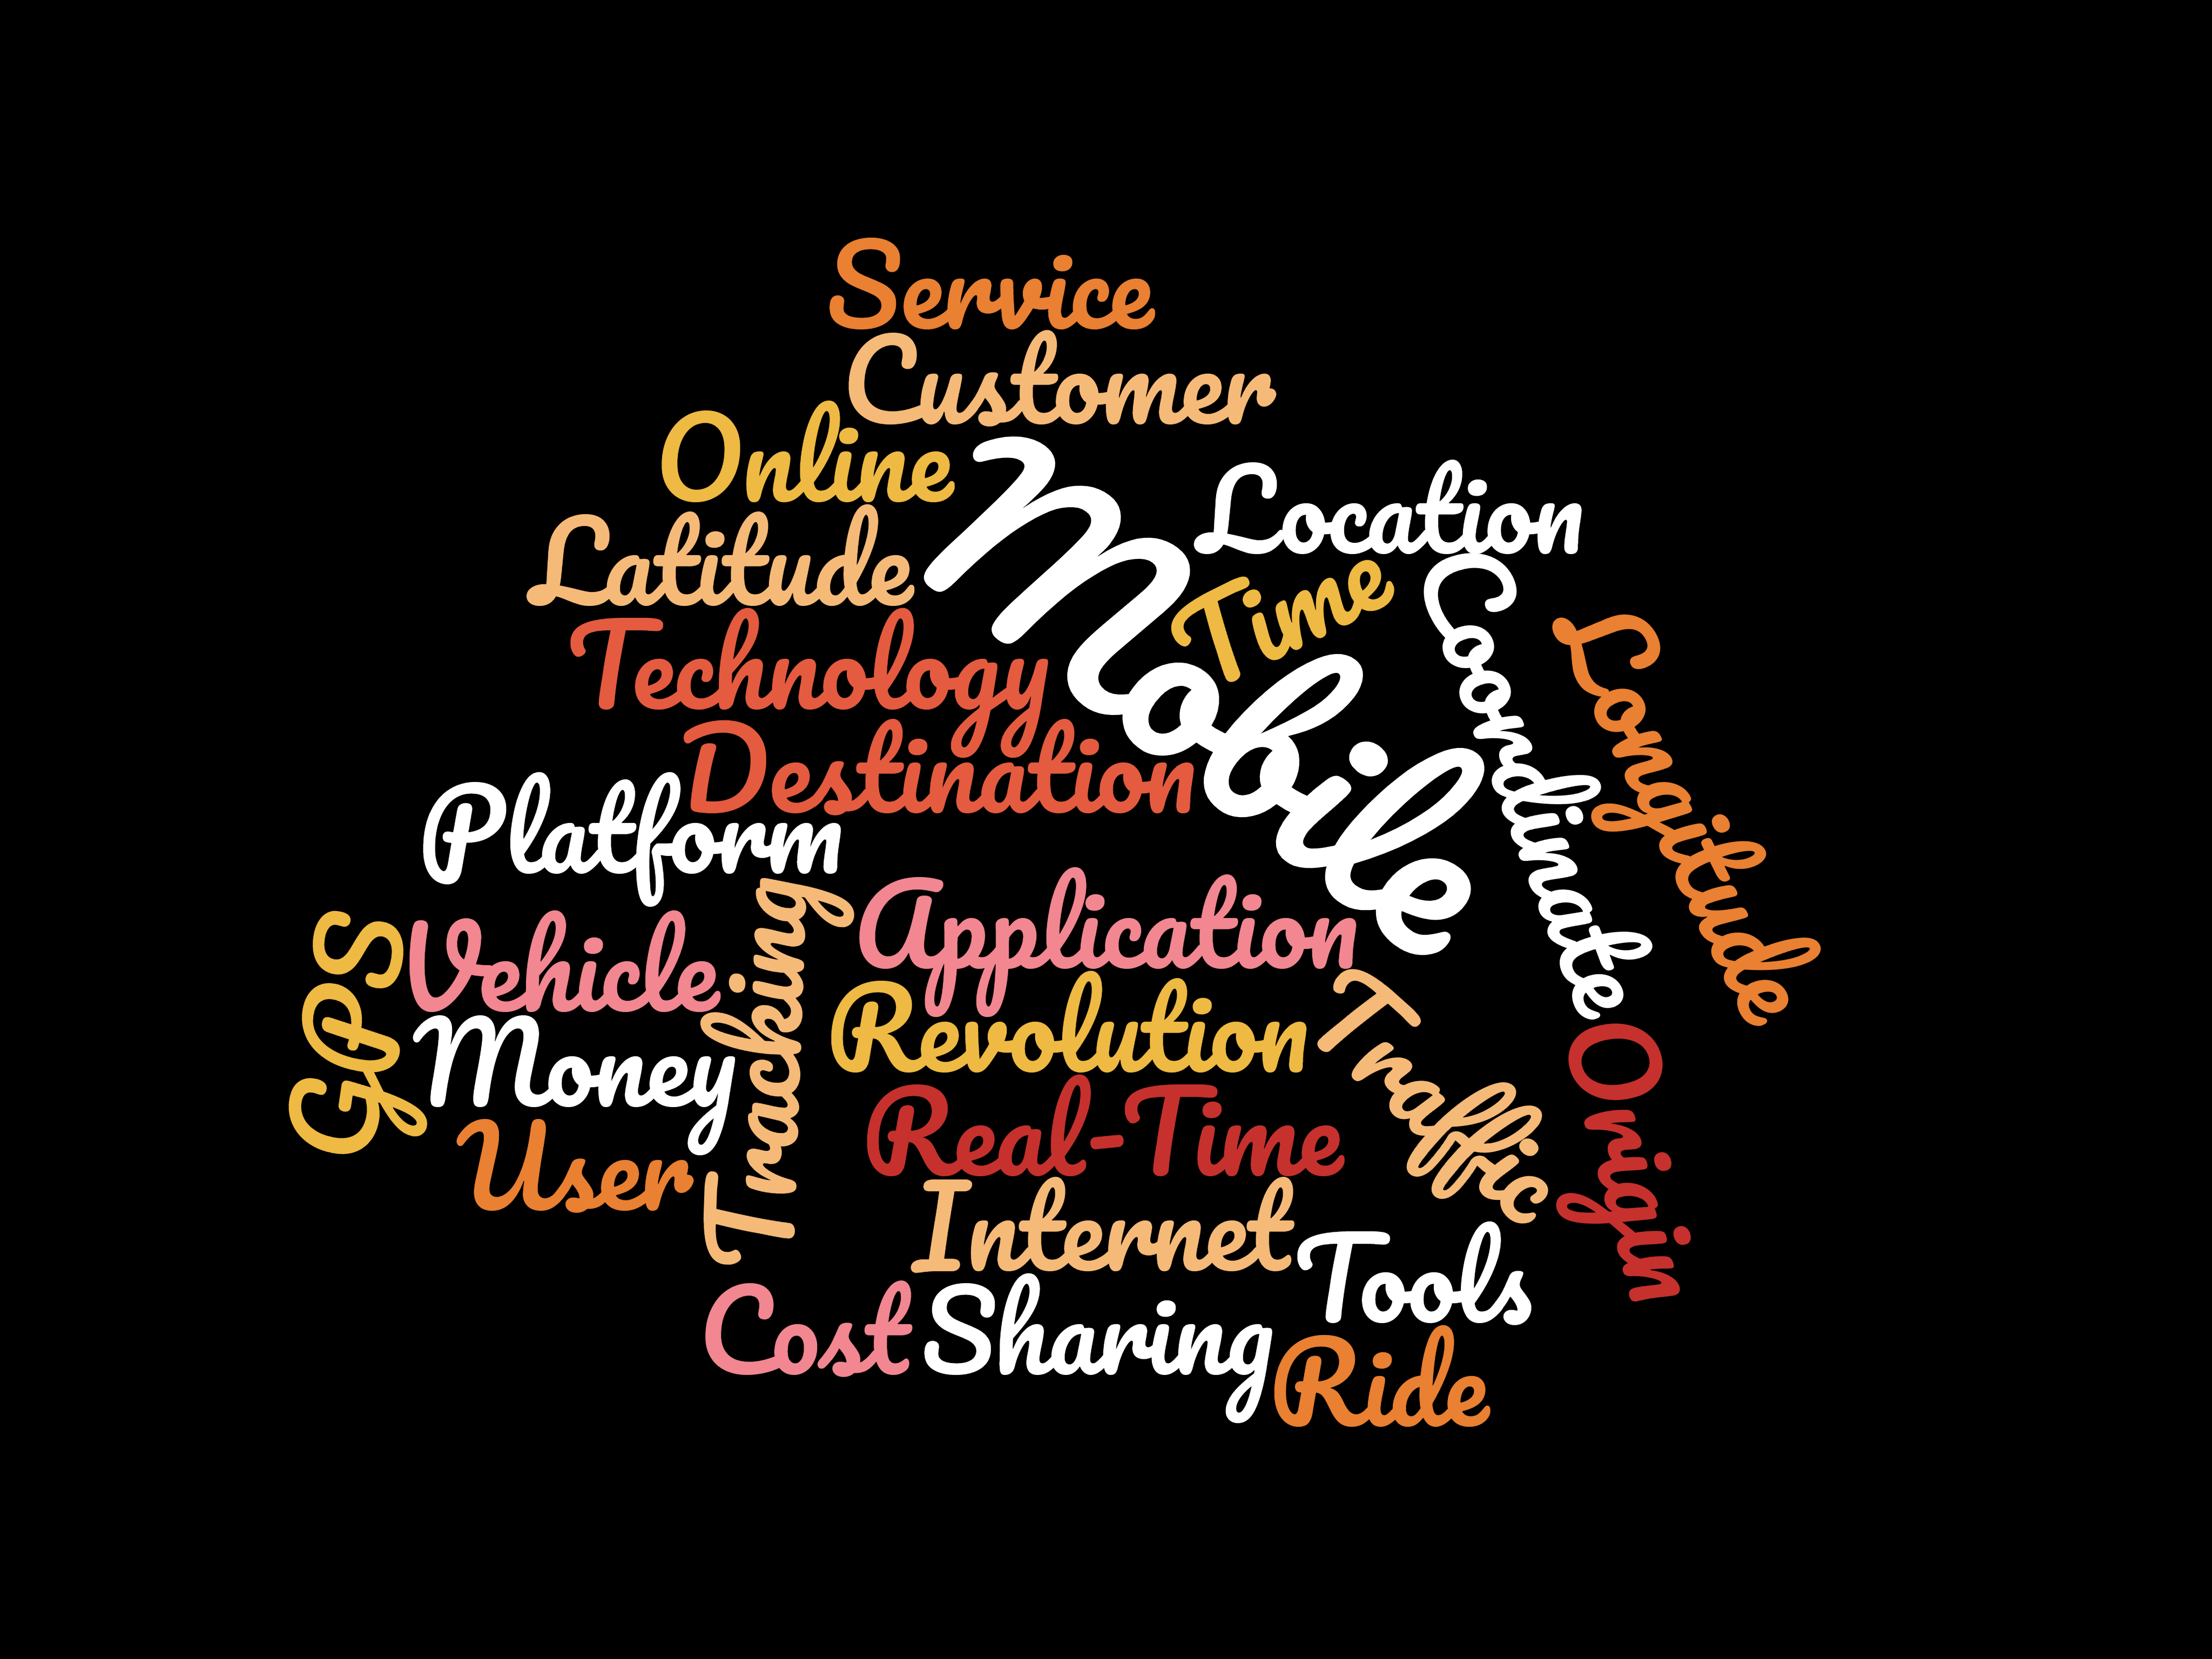 Service
Customer
Online
Mobile
Location
Latitude
Time
Coordinate
Longitude
Technology
Destination
Platform
Application
Tracking
GPS
Vehicle
Revolution
Traffic
Money
Origin
Real-Time
User
Internet
Tools
Cost
Sharing
Ride